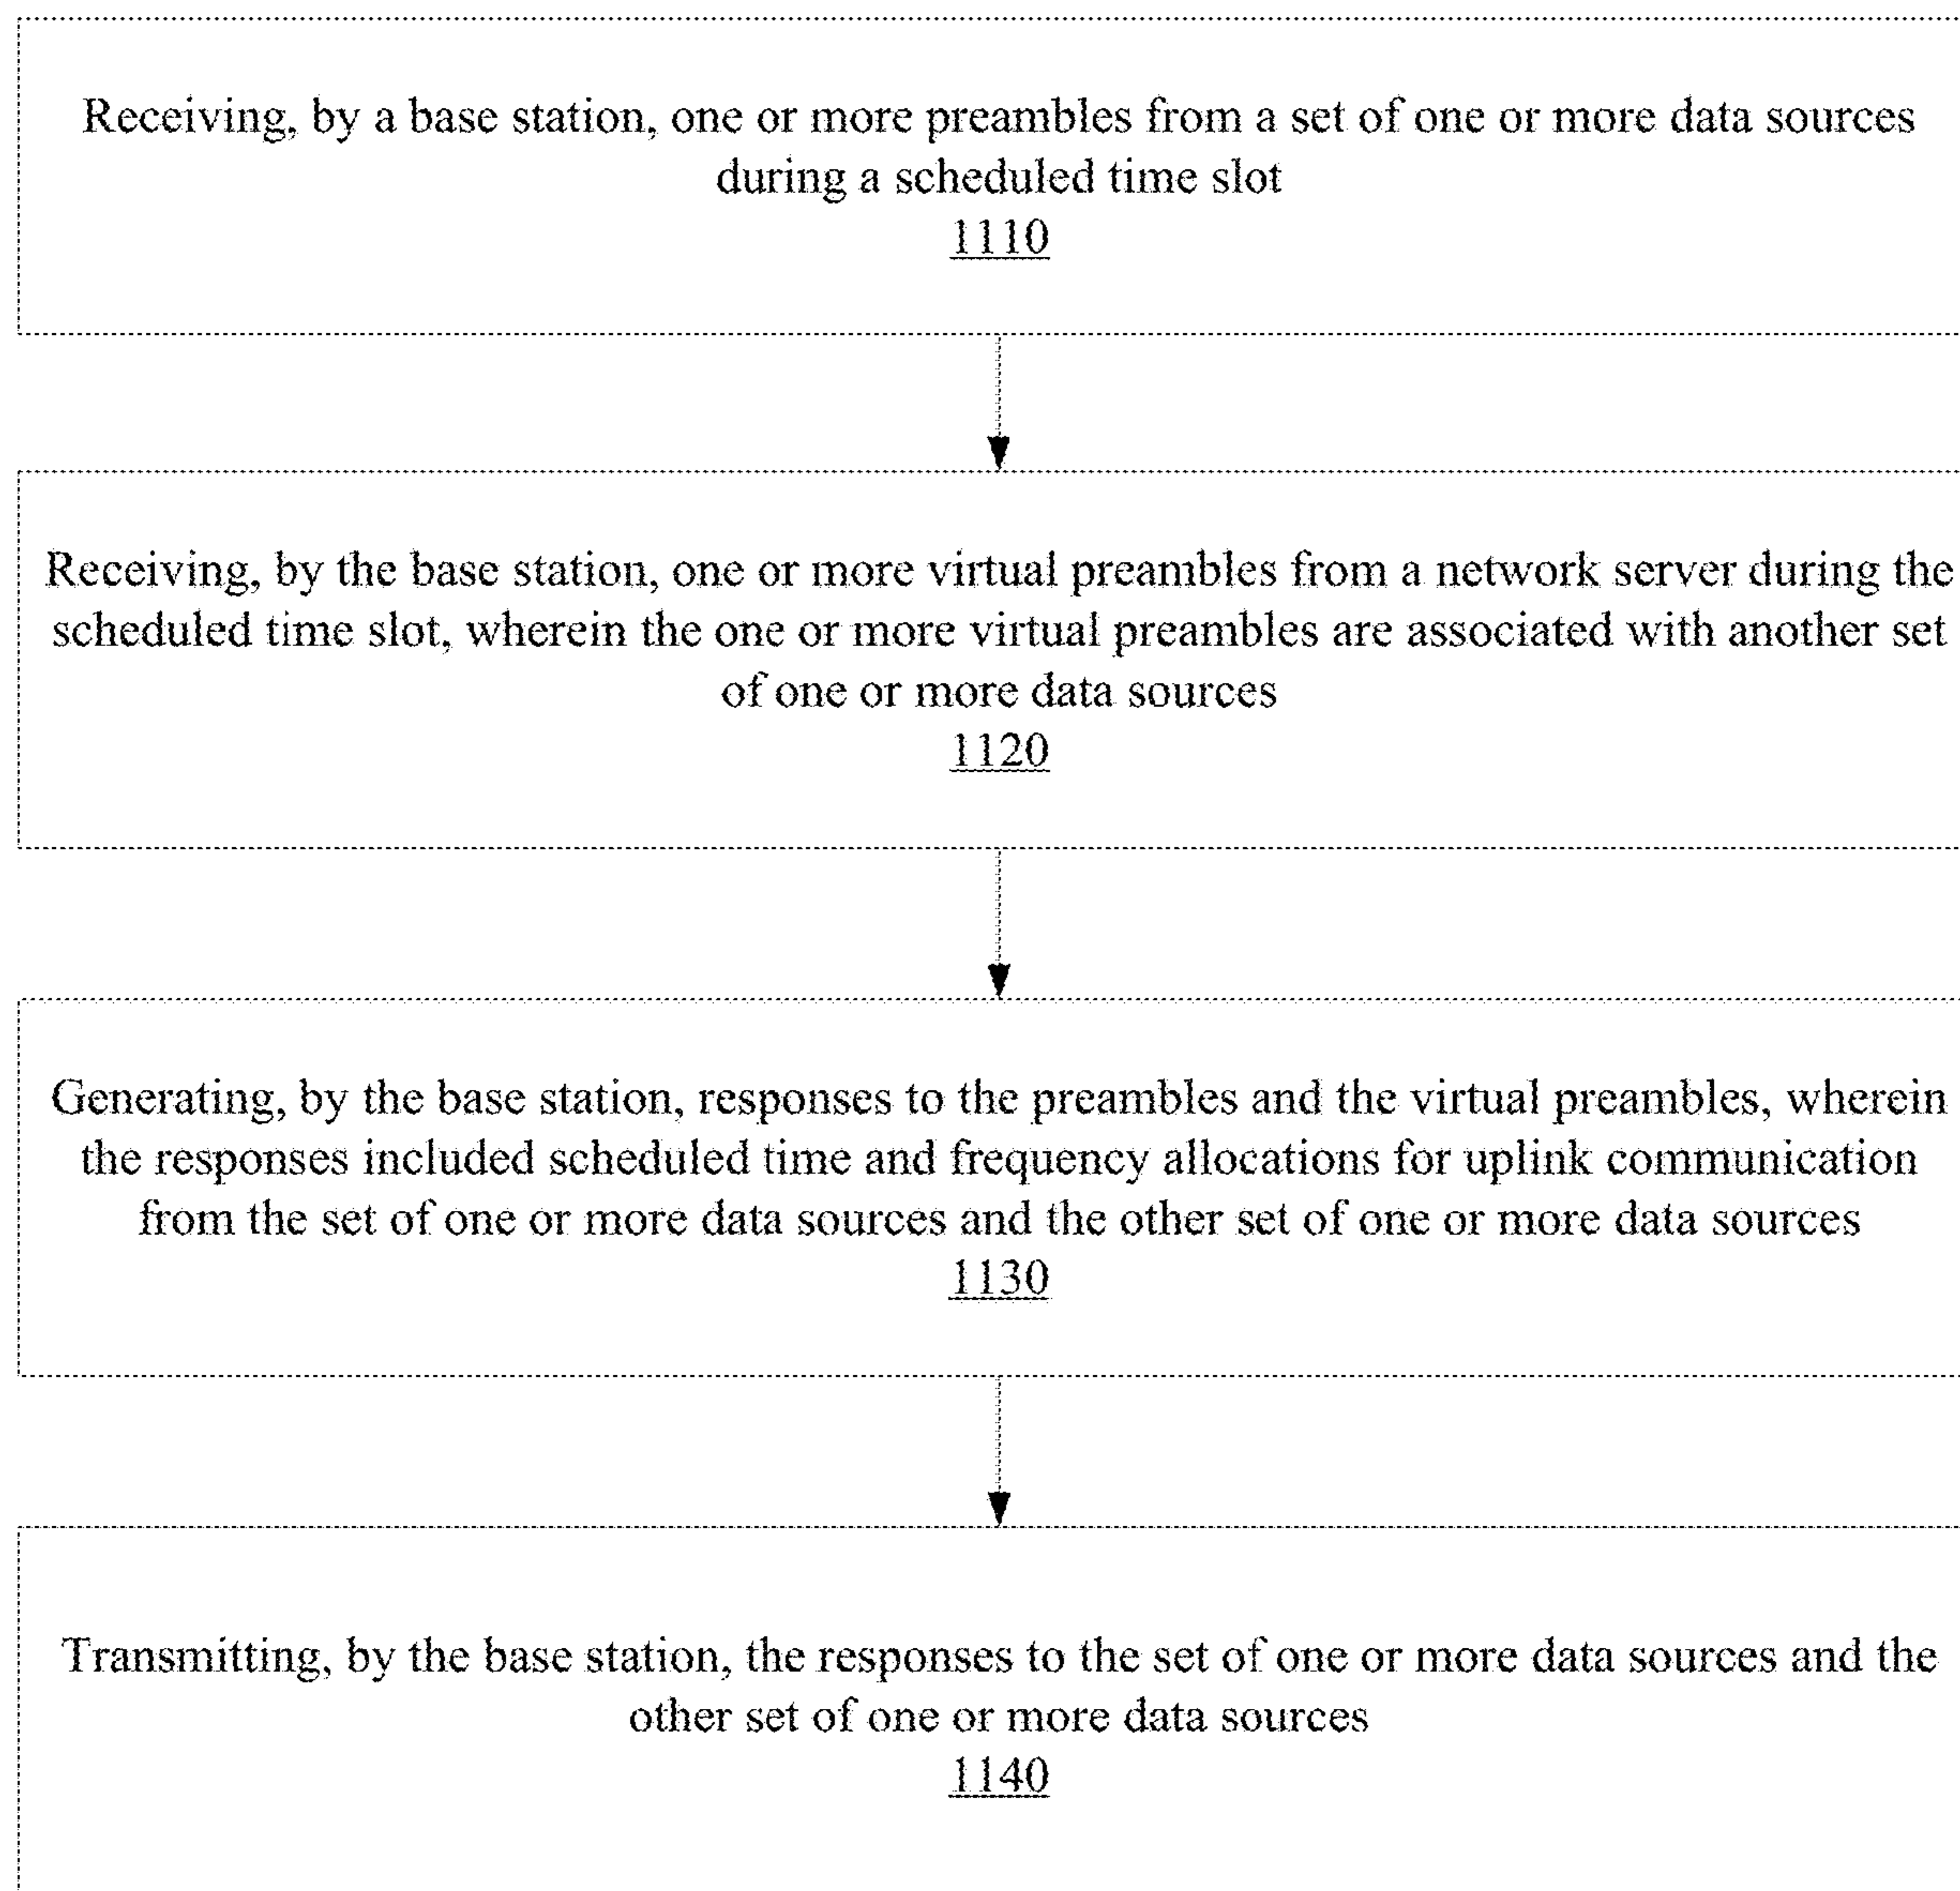 Receiving, by a base station, one or more preambles from a set of one or more data sources
during a scheduled time slot
1110
Receiving, by the base station, one or more virtual preambles from a network server during the
scheduled time slot, wherein the one or more virtual preambles are associated with another set
of one or more data sources
1120
Generating, by the base station, responses to the preambles and the virtual preambles, wherein
the responses included scheduled time and frequency allocations for uplink communication
from the set of one or more data sources and the other set of one or more data sources
1130
Transmitting, by the base station, the responses to the set of one or more data sources and the
other set of one or more data sources
1140